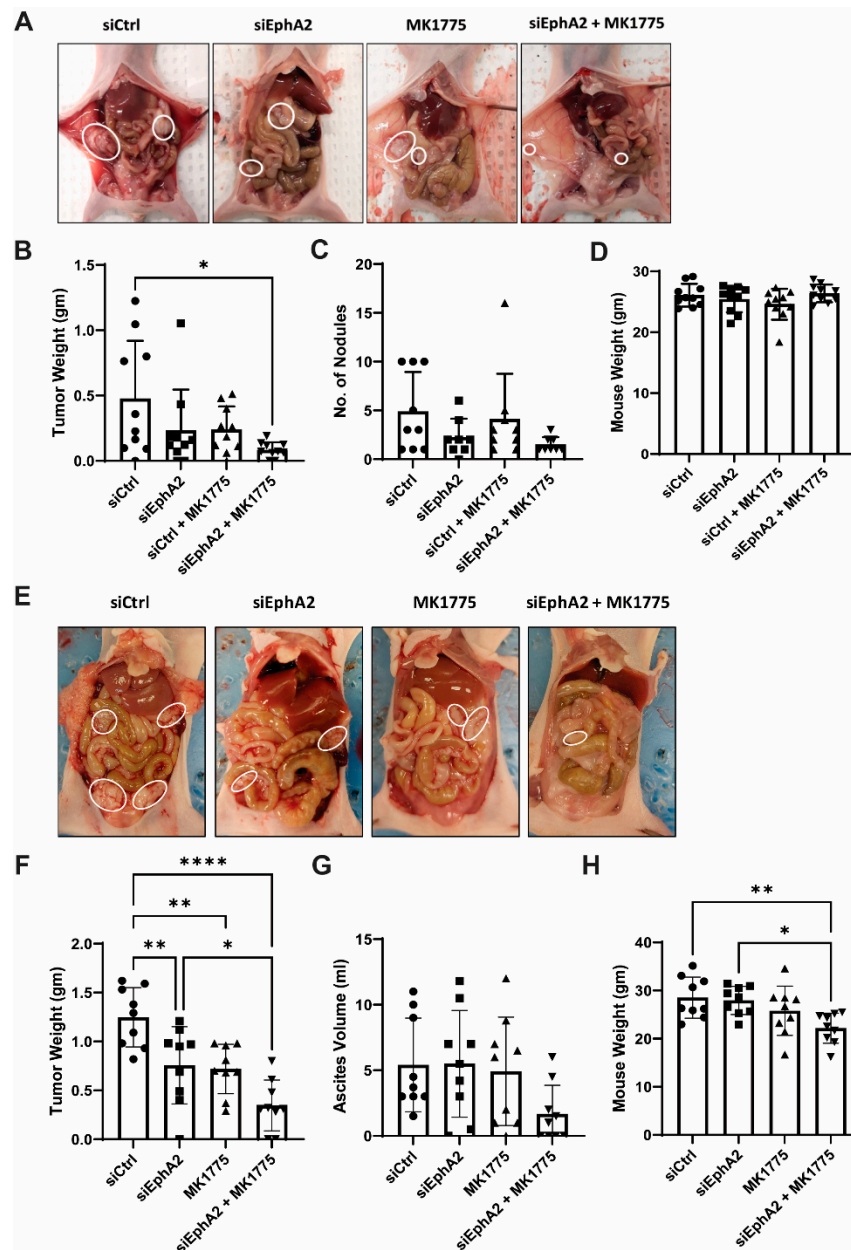 A
siCtrl
siEphA2
MK1775
siEphA2 + MK1775
B
Tumor Weight (gm)
1.5
1.0
0.5
0.0
*
siCtrl
siEphA2
siCtrl + MK1775
siEphA2 + MK1775
C
No. of Nodules
20
15
10
5
0
siCtrl
siEphA2
siCtrl + MK1775
siEphA2 + MK1775
D
Mouse Weight (gm)
30
20
10
0
siCtrl
siEphA2
siCtrl + MK1775
siEphA2 + MK1775
E
siCtrl
siEphA2
MK1775
siEphA2 + MK1775
F
Tumor Weight (gm)
2.0
1.5
1.0
0.5
0.0
****
**
**
*
siCtrl
siEphA2
MK1775
siEphA2 + MK1775
G
Ascites Volume (ml)
15
10
5
0
siCtrl
siEphA2
MK1775
siEphA2 + MK1775
H
Mouse Weight (gm)
40
30
20
10
0
**
*
siCtrl
siEphA2
MK1775
siEphA2 + MK1775